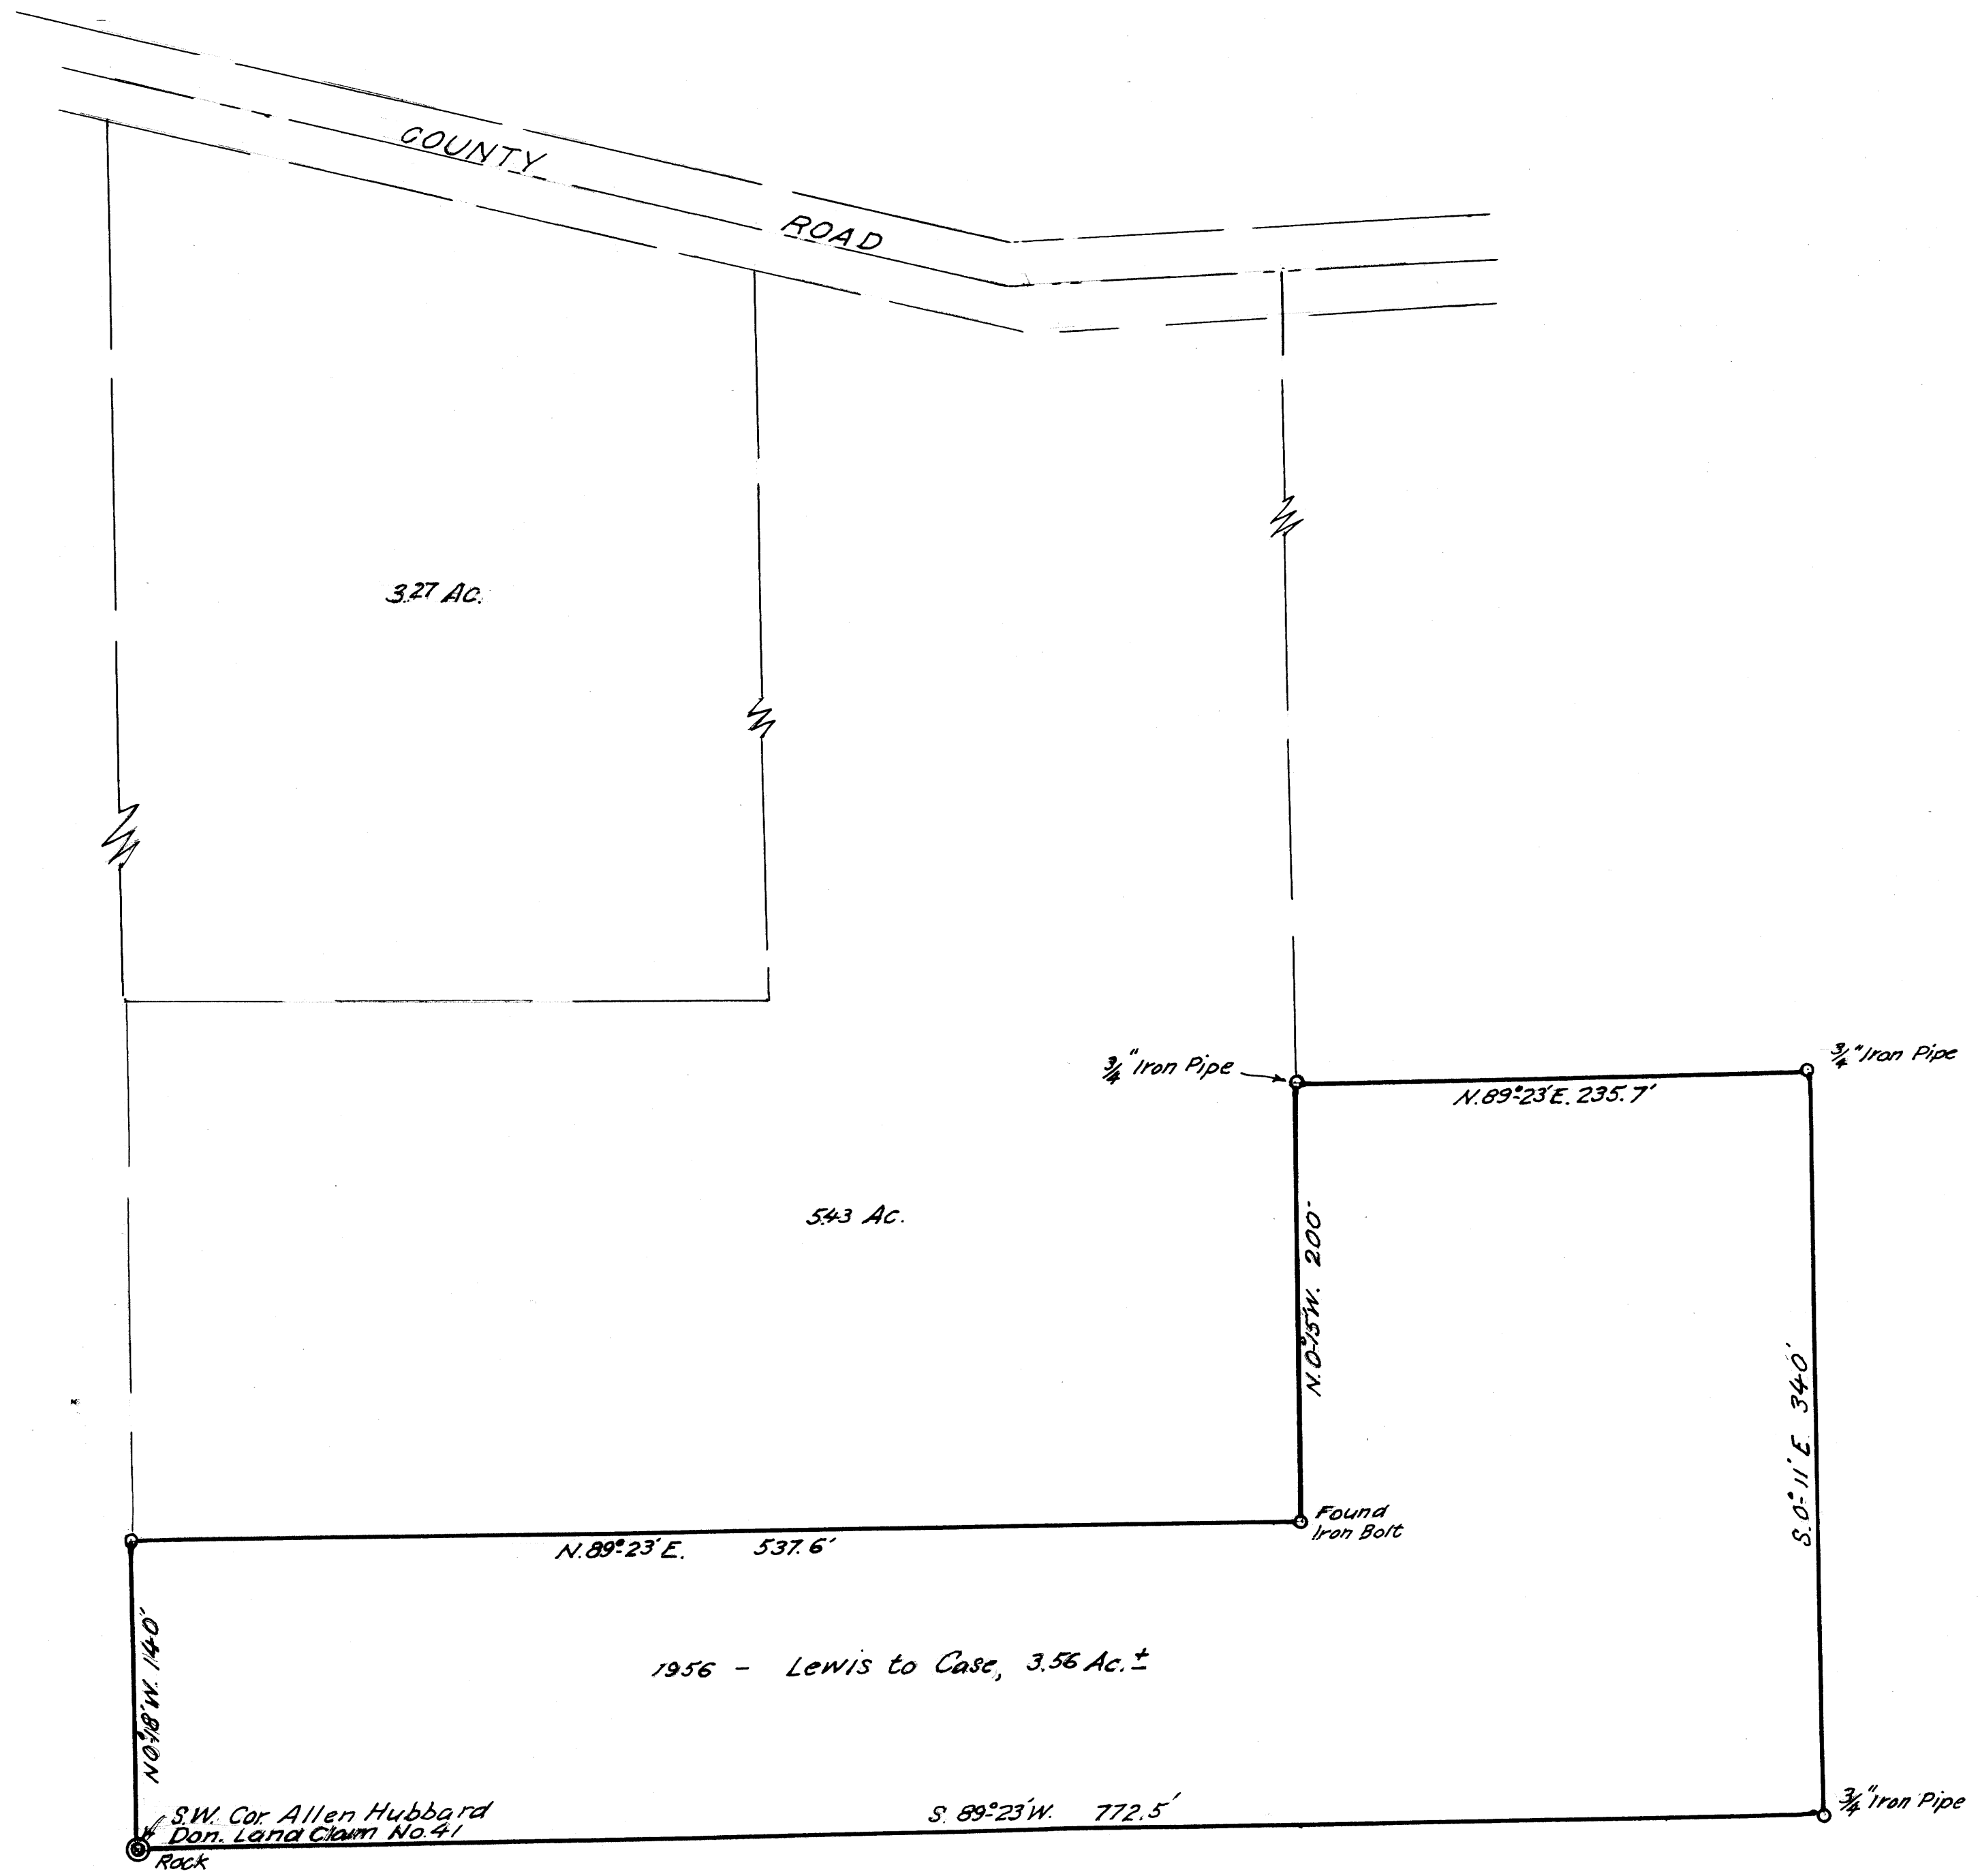 COUNTY
ROAD
3.27 AC.
3/4" Iron Pipe
3/4" Iron Pipe
N.89°-23'E. 235.7'
5.43 Ac.
N.0°-15'W. 200'
S.0°-11'E 340'
Found
Iron Bolt
N.89°-23'E. 537.6'
N0°-18'W. 140'
1956 - Lewis to Case, 3.56 Ac.±
S.W. Cor. Allen Hubbard
Don. Land Claim No.41
Rock
S. 89°-23'W. 772.5'
3/4" Iron Pipe